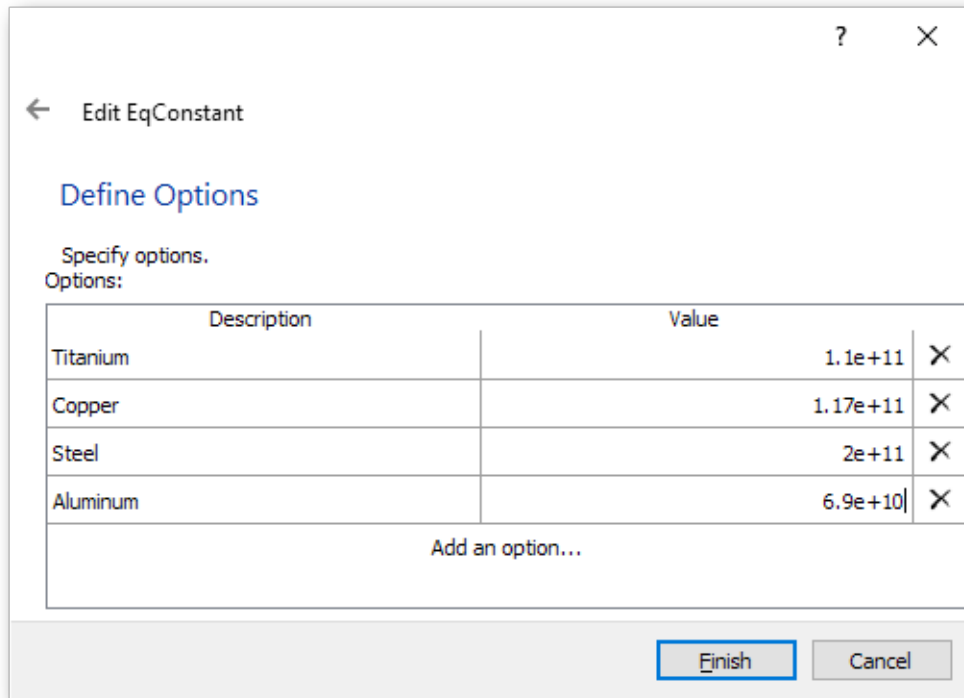 ?
Edit EqConstant
Define Options
Specify options.
Options:
Description Value
Titanium 1.1e+11
Copper 1.17e+11
Steel 2e+11
Aluminum 6.9e+10
Add an option...
Finish Cancel